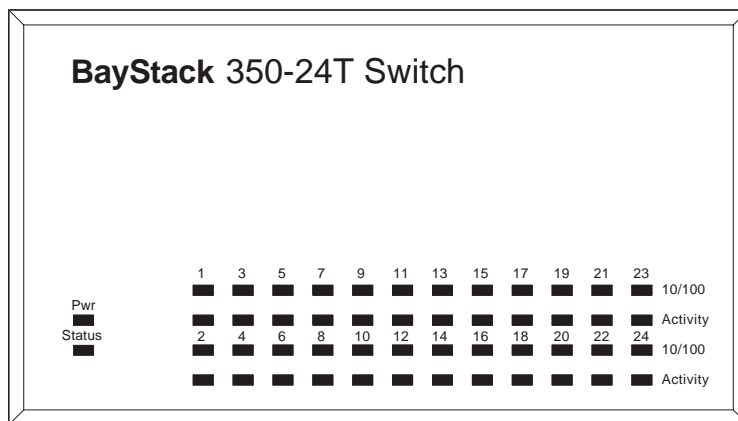 BayStack 350-24T Switch
1 3 5 7 9 11 13 15 17 19 21 23
10/100
Pwr
Activity
Status
2 4 6 8 10 12 14 16 18 20 22 24
10/100
Activity